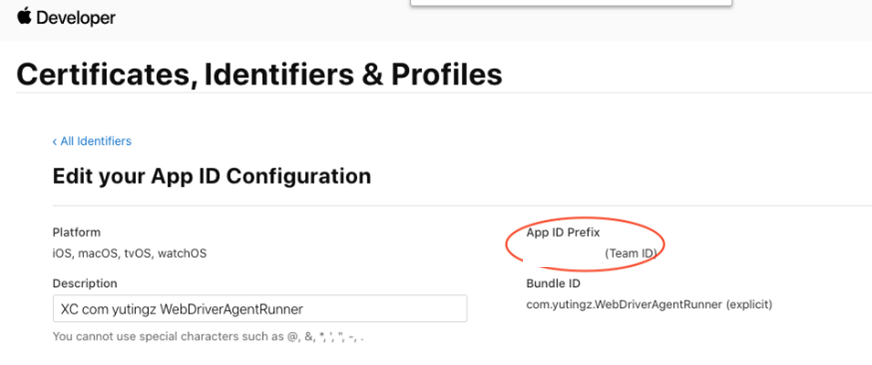 Developer
Certificates, Identifiers & Profiles
‹ All Identifiers
Edit your App ID Configuration
Platform
iOS, macOS, tvOS, watchOS
App ID Prefix
(Team ID)
Description
XC com yutingz WebDriverAgentRunner
You cannot use special characters such as @, &, *, ', ", -, .
Bundle ID
com.yutingz.WebDriverAgentRunner (explicit)